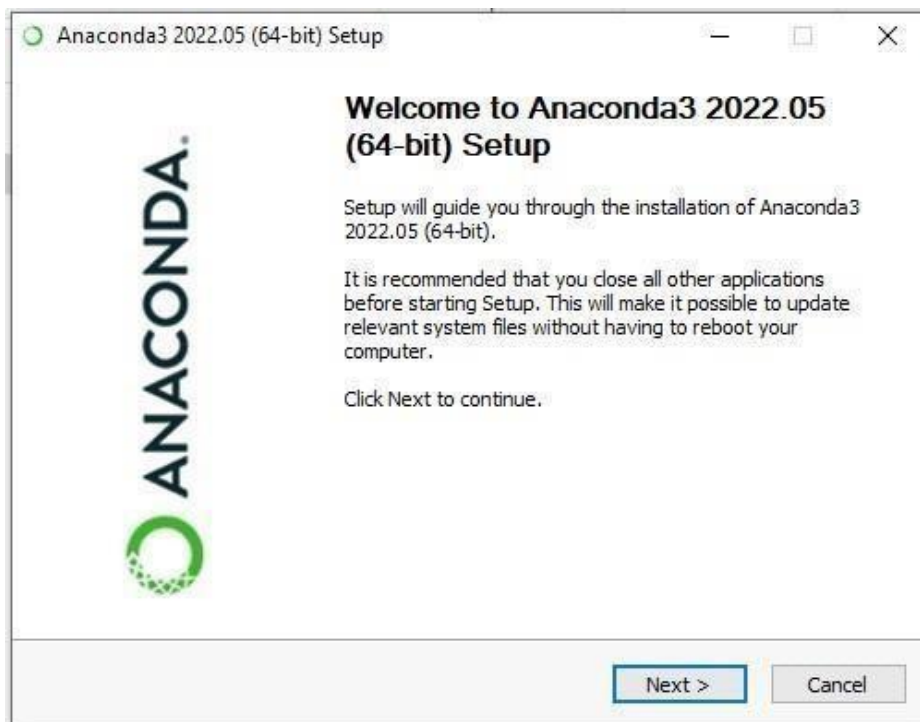 Anaconda3 2022.05 (64-bit) Setup
Welcome to Anaconda3 2022.05
(64-bit) Setup
Setup will guide you through the installation of Anaconda3
2022.05 (64-bit).
It is recommended that you close all other applications
before starting Setup. This will make it possible to update
relevant system files without having to reboot your
computer.
Click Next to continue.
ANACONDA.
Next >
Cancel